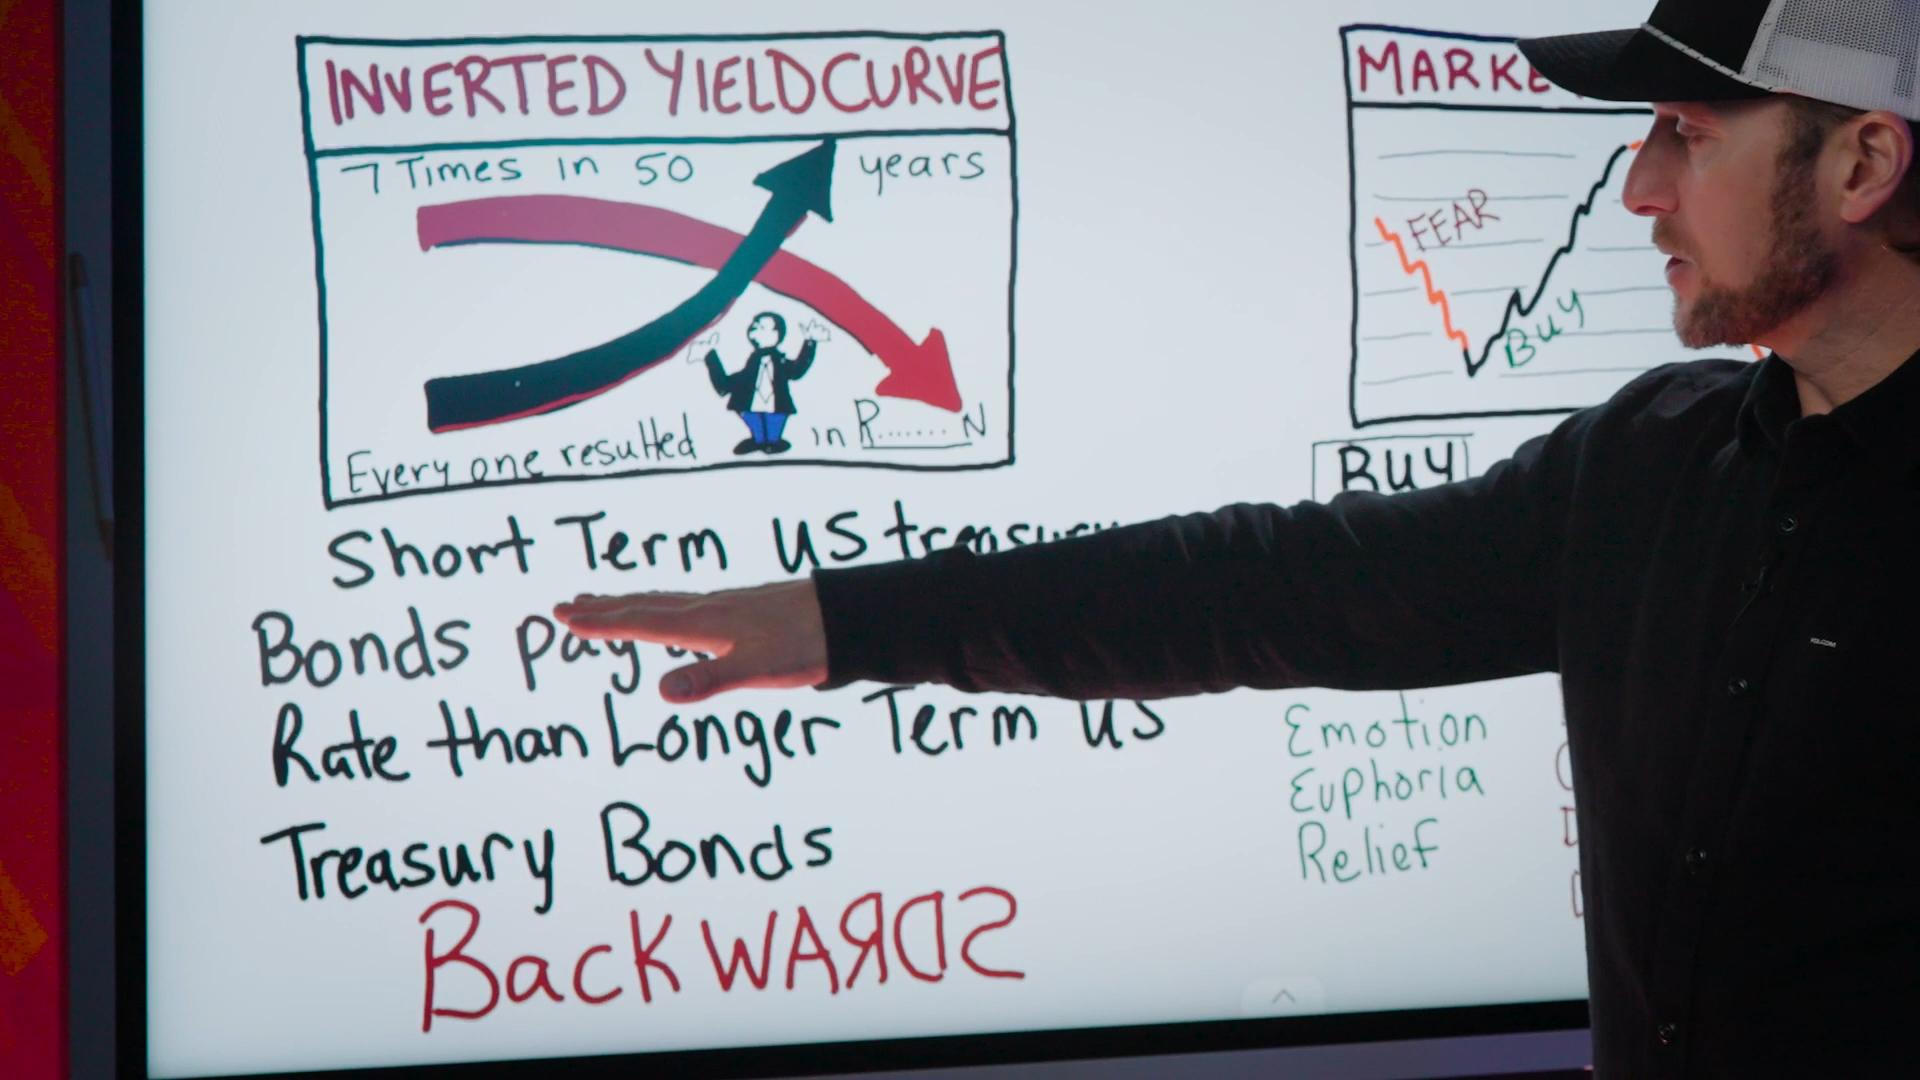 INVERTED YIELD CURVE
7 Times in 50 years
Every one resulted in R.......N
Short Term US treasury
Bonds pay
Rate than Longer Term US
Treasury Bonds
BackWARDS
FEAR
BUY
BUY
Emotion
Euphoria
Relief
VOLCOM